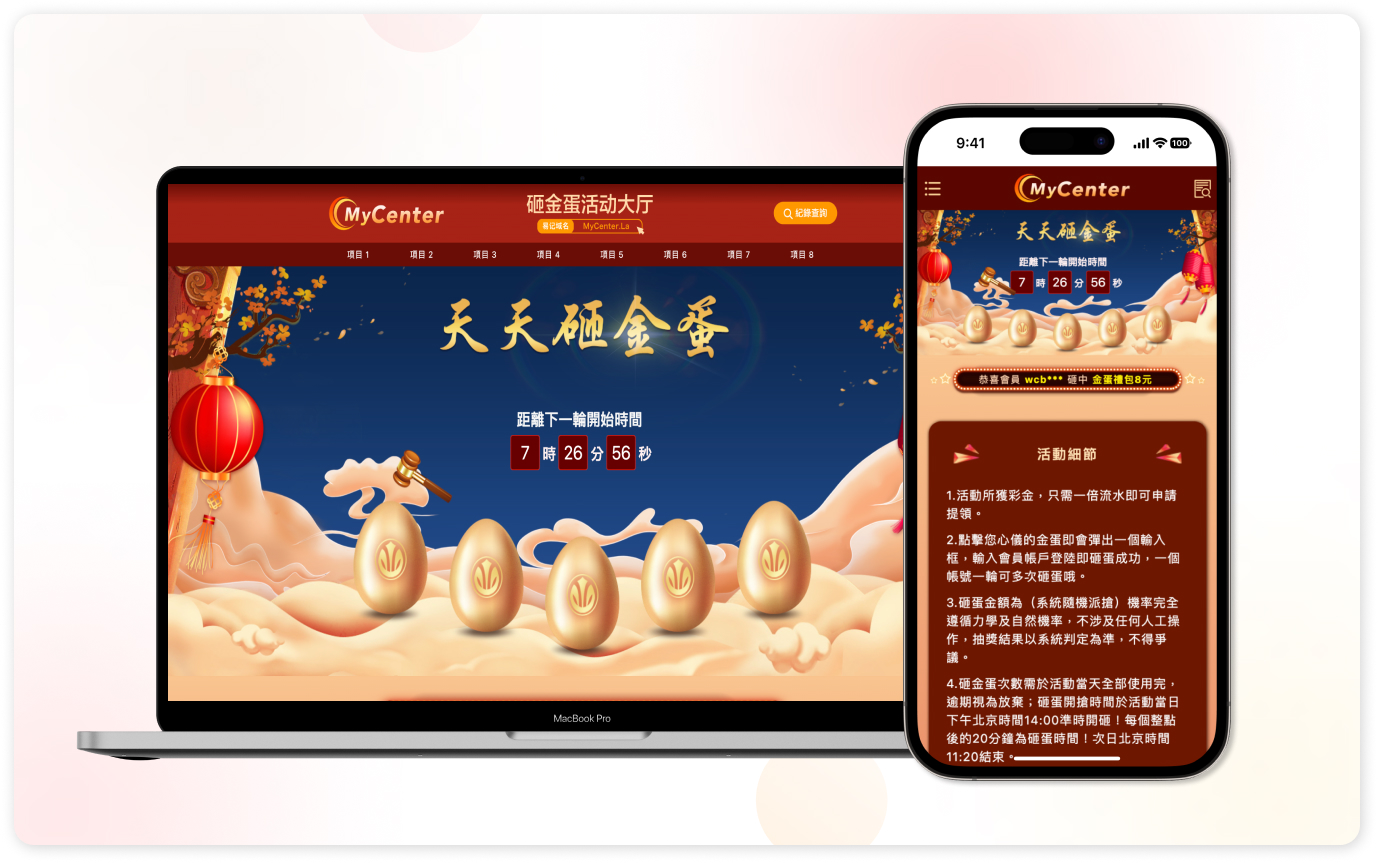 MyCenter
砸金蛋活动大厅
易记域名 MyCenter.La
紀錄查詢
項目 1 項目 2 項目 3 項目 4 項目 5 項目 6 項目 7 項目 8
天天砸金蛋
距離下一輪開始時間
7 時 26 分 56 秒
MacBook Pro
9:41
100
MyCenter
天天砸金蛋
距離下一輪開始時間
7 時 26 分 56 秒
恭喜會員 wcb*** 砸中 金蛋禮包8元
活動細節
1.活動所獲彩金，只需一倍流水即可申請
提領。
2.點擊您心儀的金蛋即會彈出一個輸入
框，輸入會員帳戶登陸即砸蛋成功，一個
帳號一輪可多次砸蛋哦。
3.砸蛋金額為（系統隨機派搶）機率完全
遵循力學及自然機率，不涉及任何人工操
作，抽獎結果以系統判定為準，不得爭
議。
4.砸金蛋次數需於活動當天全部使用完，
逾期視為放棄；砸蛋開搶時間於活動當日
下午北京時間14:00準時開砸！每個整點
後的20分鐘為砸蛋時間！次日北京時間
11:20結束。